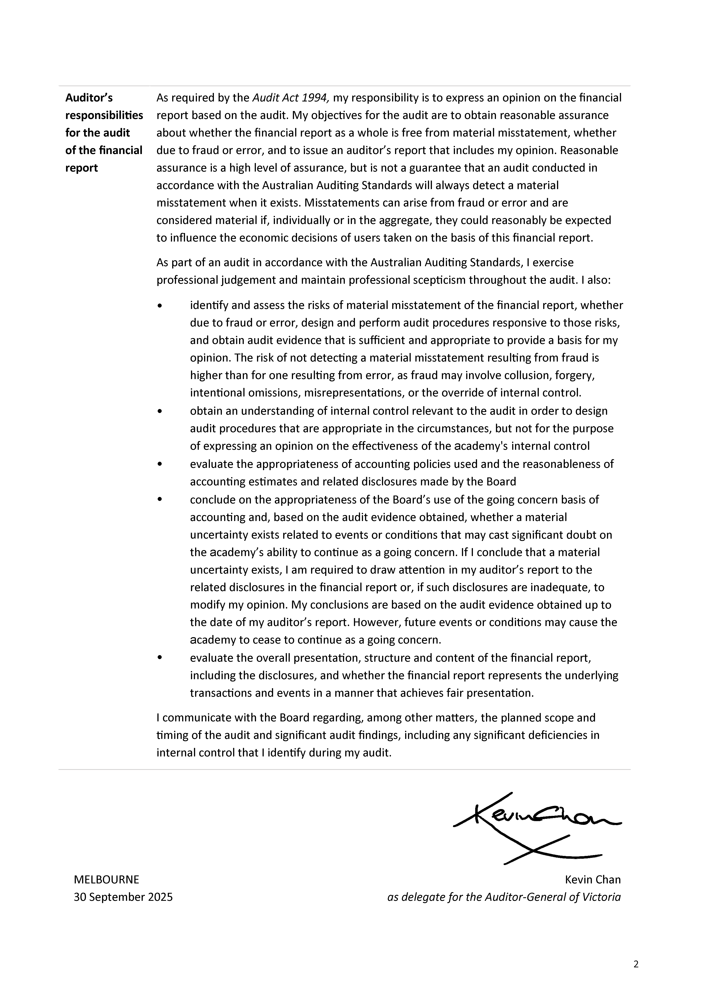 Auditor’s
responsibilities
for the audit
of the financial
report
As required by the Audit Act 1994, my responsibility is to express an opinion on the financial
report based on the audit. My objectives for the audit are to obtain reasonable assurance
about whether the financial report as a whole is free from material misstatement, whether
due to fraud or error, and to issue an auditor’s report that includes my opinion. Reasonable
assurance is a high level of assurance, but is not a guarantee that an audit conducted in
accordance with the Australian Auditing Standards will always detect a material
misstatement when it exists. Misstatements can arise from fraud or error and are
considered material if, individually or in the aggregate, they could reasonably be expected
to influence the economic decisions of users taken on the basis of this financial report.
As part of an audit in accordance with the Australian Auditing Standards, I exercise
professional judgement and maintain professional scepticism throughout the audit. I also:
• identify and assess the risks of material misstatement of the financial report, whether
due to fraud or error, design and perform audit procedures responsive to those risks,
and obtain audit evidence that is sufficient and appropriate to provide a basis for my
opinion. The risk of not detecting a material misstatement resulting from fraud is
higher than for one resulting from error, as fraud may involve collusion, forgery,
intentional omissions, misrepresentations, or the override of internal control.
• obtain an understanding of internal control relevant to the audit in order to design
audit procedures that are appropriate in the circumstances, but not for the purpose
of expressing an opinion on the effectiveness of the academy's internal control
• evaluate the appropriateness of accounting policies used and the reasonableness of
accounting estimates and related disclosures made by the Board
• conclude on the appropriateness of the Board’s use of the going concern basis of
accounting and, based on the audit evidence obtained, whether a material
uncertainty exists related to events or conditions that may cast significant doubt on
the academy’s ability to continue as a going concern. If I conclude that a material
uncertainty exists, I am required to draw attention in my auditor’s report to the
related disclosures in the financial report or, if such disclosures are inadequate, to
modify my opinion. My conclusions are based on the audit evidence obtained up to
the date of my auditor’s report. However, future events or conditions may cause the
academy to cease to continue as a going concern.
• evaluate the overall presentation, structure and content of the financial report,
including the disclosures, and whether the financial report represents the underlying
transactions and events in a manner that achieves fair presentation.
I communicate with the Board regarding, among other matters, the planned scope and
timing of the audit and significant audit findings, including any significant deficiencies in
internal control that I identify during my audit.
Kevin Chan
MELBOURNE
30 September 2025
Kevin Chan
as delegate for the Auditor-General of Victoria
2